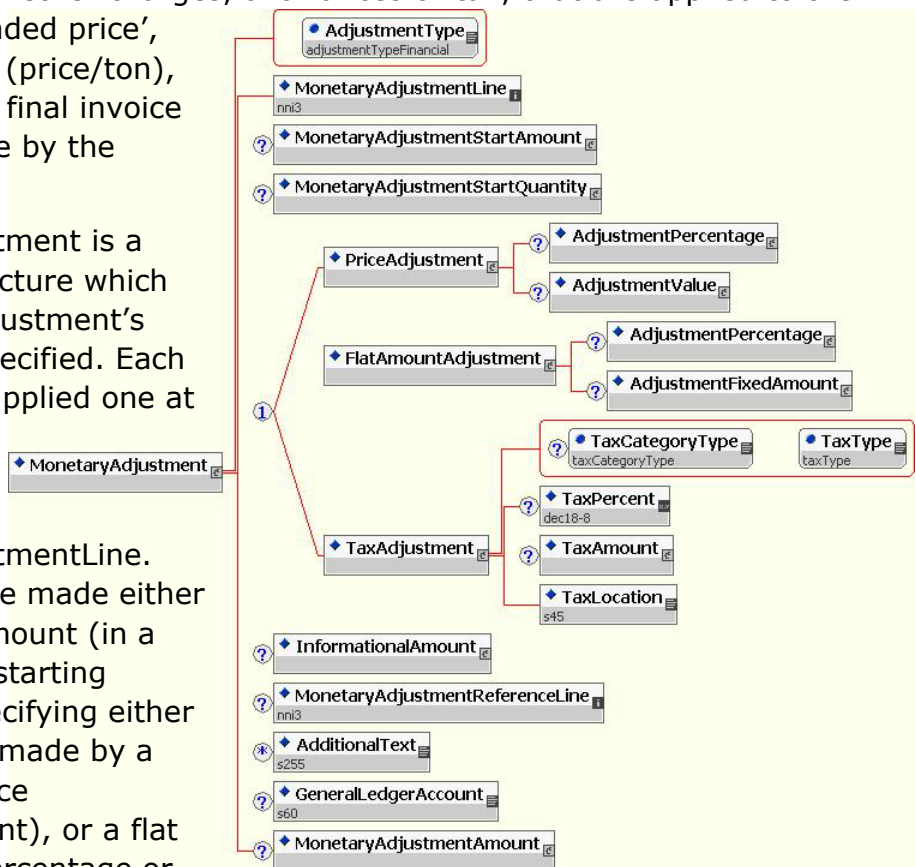 nded price’,
(price/ton),
final invoice
e by the
tment is a
cture which
justment’s
ecified. Each
pplied one at
tmentLine.
e made either
mount (in a
starting
ecifying either
made by a
ce
nt), or a flat
MonetaryAdjustment
AdjustmentType
adjustmentTypeFinancial
MonetaryAdjustmentLine
nni3
? MonetaryAdjustmentStartAmount
? MonetaryAdjustmentStartQuantity
1
PriceAdjustment
? AdjustmentPercentage
? AdjustmentValue
FlatAmountAdjustment
? AdjustmentPercentage
? AdjustmentFixedAmount
TaxAdjustment
? TaxCategoryType TaxType
taxCategoryType taxType
? TaxPercent
dec18-8
? TaxAmount
TaxLocation
s45
? InformationalAmount
? MonetaryAdjustmentReferenceLine
nni3
* AdditionalText
s255
? GeneralLedgerAccount
s60
? MonetaryAdjustmentAmount